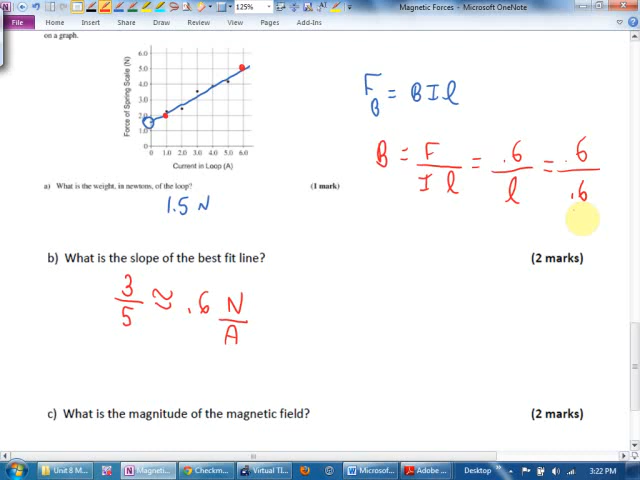 Magnetic Forces - Microsoft OneNote
File Home Insert Share Draw Review View Add-Ins
on a graph.
Force of Spring Scale (N)
6.0
5.0
4.0
3.0
2.0
1.0
0
0 1.0 2.0 3.0 4.0 5.0 6.0
Current in Loop (A)
F_B = B I l
B = F / I l = .6 / l = .6 / .6
a) What is the weight, in newtons, of the loop? (1 mark)
1.5 N
b) What is the slope of the best fit line? (2 marks)
3/5 ≈ .6 N/A
c) What is the magnitude of the magnetic field? (2 marks)
Unit 8 M... Magneti... Checkm... Virtual TI... Microsof... Adobe ... Desktop 3:22 PM